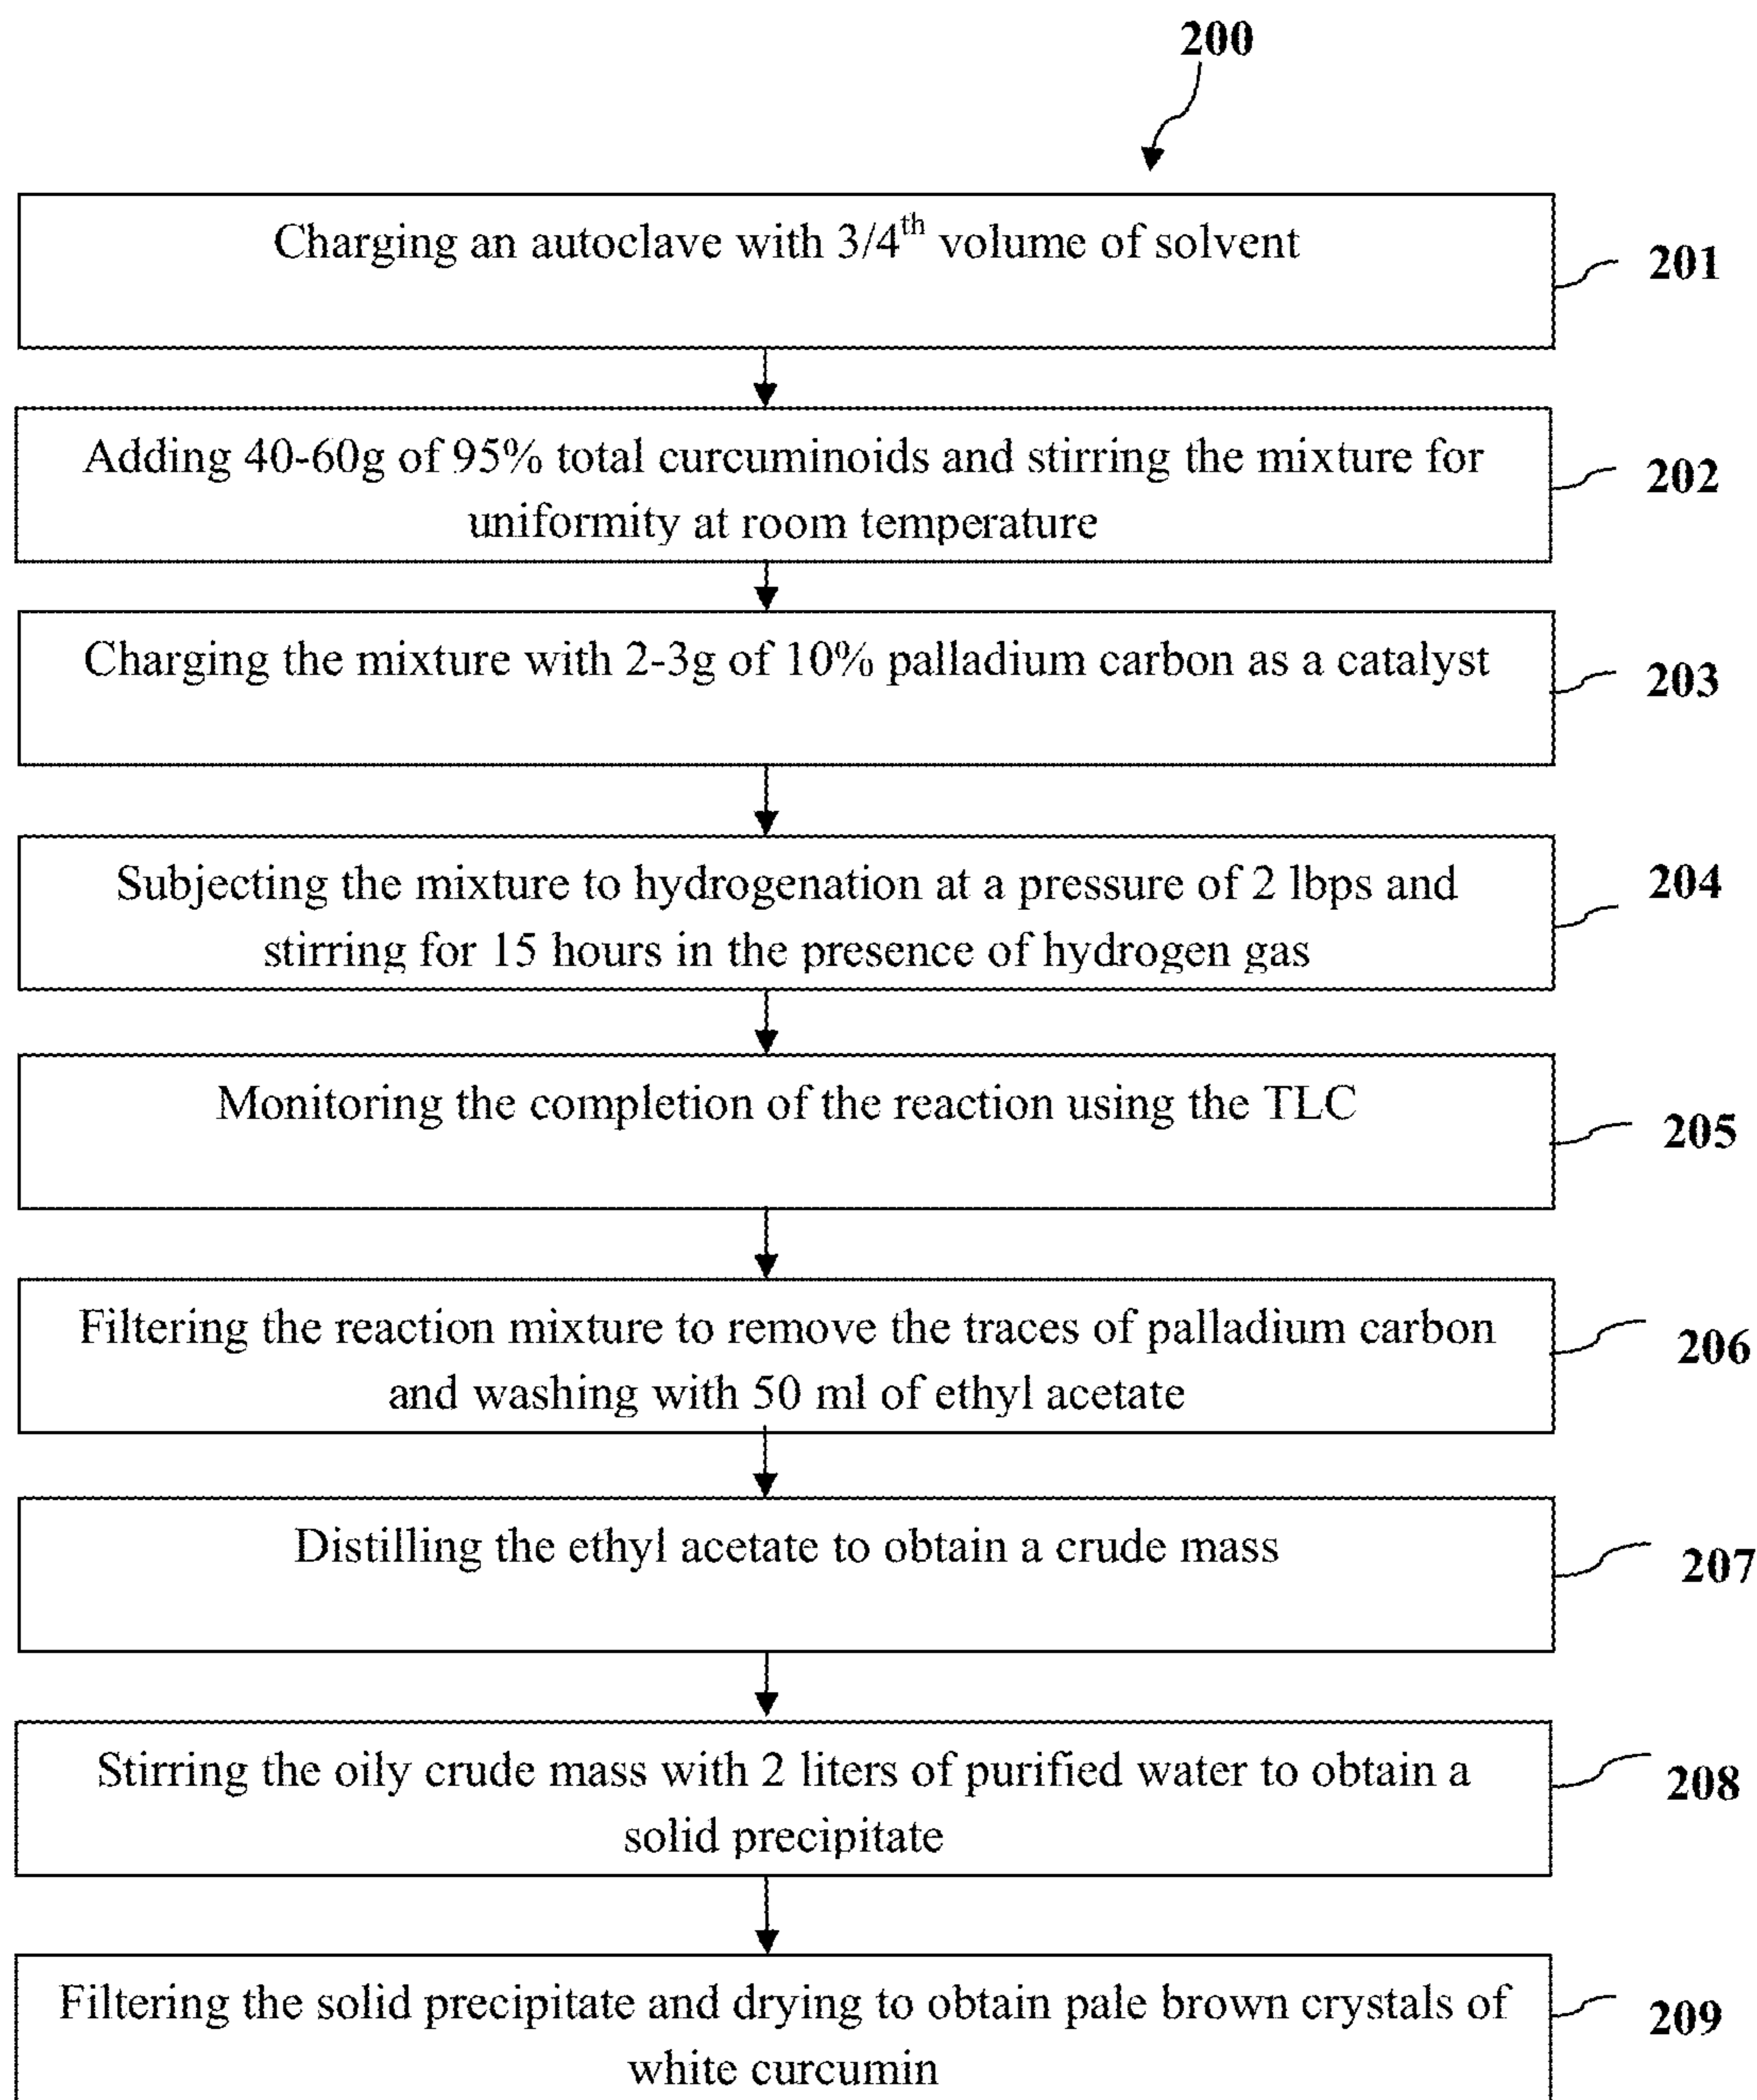 200
Charging an autoclave with 3/4th volume of solvent
201
Adding 40-60g of 95% total curcuminoids and stirring the mixture for
uniformity at room temperature
202
Charging the mixture with 2-3g of 10% palladium carbon as a catalyst
203
Subjecting the mixture to hydrogenation at a pressure of 2 lbps and
stirring for 15 hours in the presence of hydrogen gas
204
Monitoring the completion of the reaction using the TLC
205
Filtering the reaction mixture to remove the traces of palladium carbon
and washing with 50 ml of ethyl acetate
206
Distilling the ethyl acetate to obtain a crude mass
207
Stirring the oily crude mass with 2 liters of purified water to obtain a
solid precipitate
208
Filtering the solid precipitate and drying to obtain pale brown crystals of
white curcumin
209